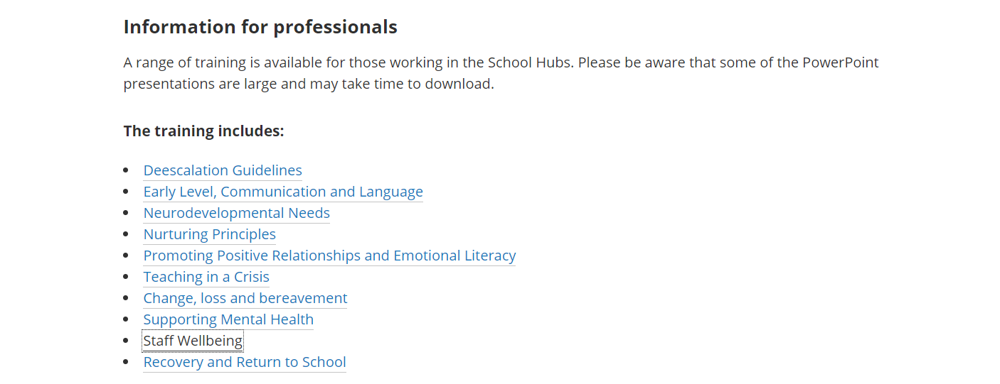 Information for professionals
A range of training is available for those working in the School Hubs. Please be aware that some of the PowerPoint
presentations are large and may take time to download.
The training includes:
Deescalation Guidelines
Early Level, Communication and Language
Neurodevelopmental Needs
Nurturing Principles
Promoting Positive Relationships and Emotional Literacy
Teaching in a Crisis
Change, loss and bereavement
Supporting Mental Health
Staff Wellbeing
Recovery and Return to School